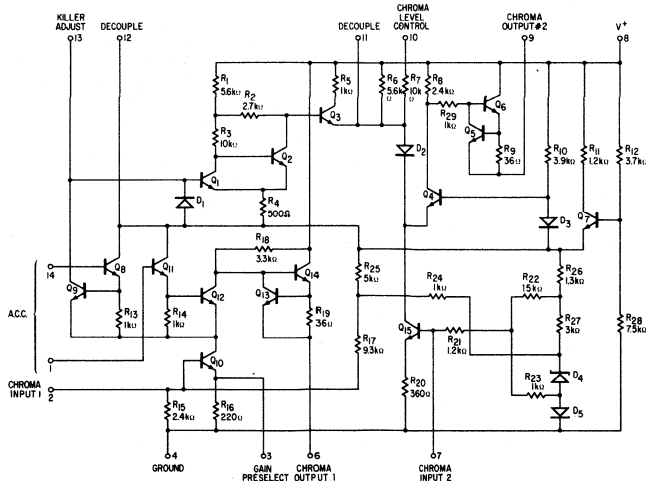 KILLER
ADJUST
13
DECOUPLE
12
DECOUPLE
11
CHROMA
LEVEL
CONTROL
10
CHROMA
OUTPUT#2
9
V+
8
R1
5.6kΩ
R2
2.7kΩ
R3
10kΩ
R5
1kΩ
R6
5.6k
Ω
R7
10k
Ω
R8
2.4kΩ
R29
1kΩ
Q6
Q5
R9
36Ω
R10
3.9kΩ
R11
1.2kΩ
R12
3.7kΩ
Q3
Q2
Q1
D1
R4
500Ω
D2
Q4
D3
Q7
14
Q8
Q9
Q11
R18
3.3kΩ
Q12
Q13
Q14
R25
5kΩ
R24
1kΩ
R22
15kΩ
R26
1.3kΩ
A.C.C.
R13
1kΩ
R14
1kΩ
R19
36Ω
R17
9.3kΩ
Q15
R21
1.2kΩ
R27
3kΩ
R28
7.5kΩ
1
Q10
R23
1kΩ
D4
CHROMA
INPUT 1
2
R15
2.4kΩ
R16
220Ω
R20
360Ω
D5
4
GROUND
3
GAIN
PRESELECT
6
CHROMA
OUTPUT 1
7
CHROMA
INPUT 2